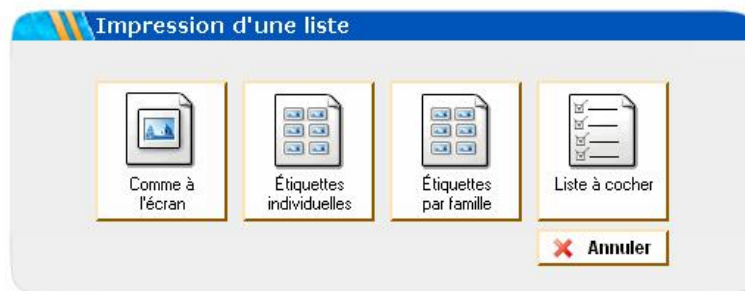 Impression d'une liste
Comme à
l'écran
Étiquettes
individuelles
Étiquettes
par famille
Liste à cocher
Annuler